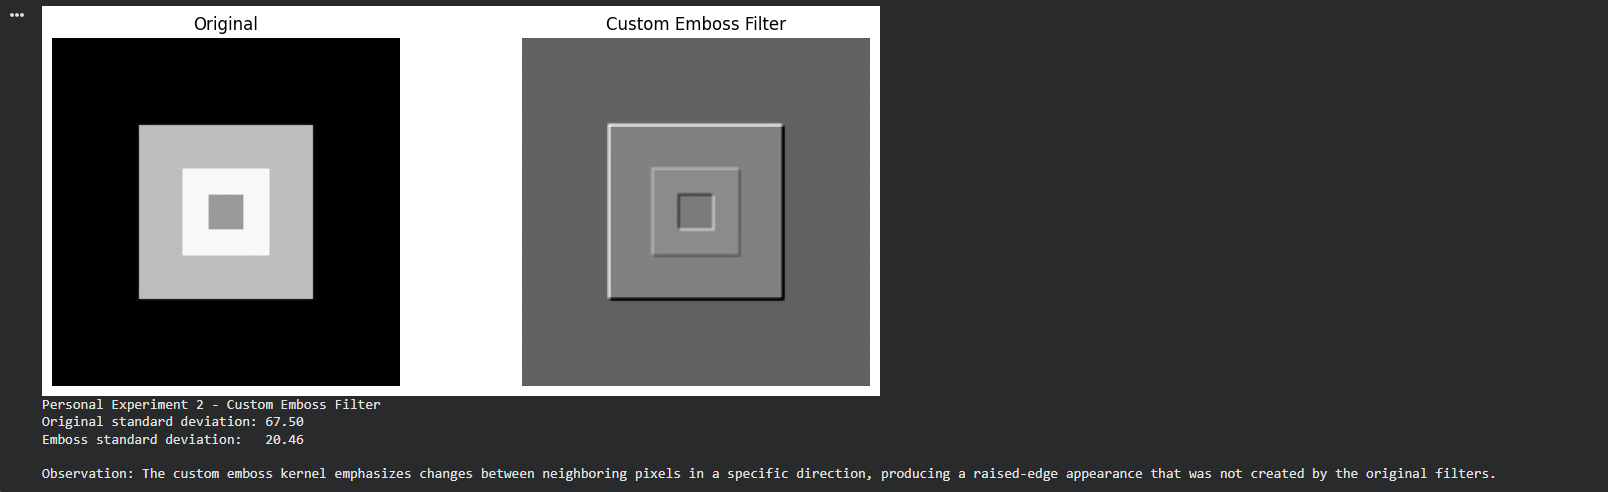 Original
Custom Emboss Filter
Personal Experiment 2 - Custom Emboss Filter
Original standard deviation: 67.50
Emboss standard deviation:   20.46
Observation: The custom emboss kernel emphasizes changes between neighboring pixels in a specific direction, producing a raised-edge appearance that was not created by the original filters.